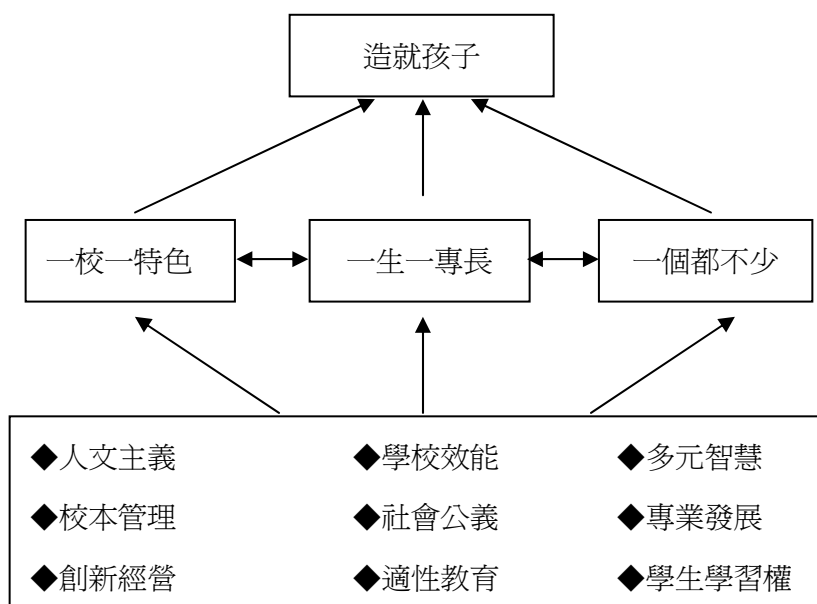 造就孩子
一校一特色
一生一專長
一個都不少
◆人文主義 ◆學校效能 ◆多元智慧
◆校本管理 ◆社會公義 ◆專業發展
◆創新經營 ◆適性教育 ◆學生學習權